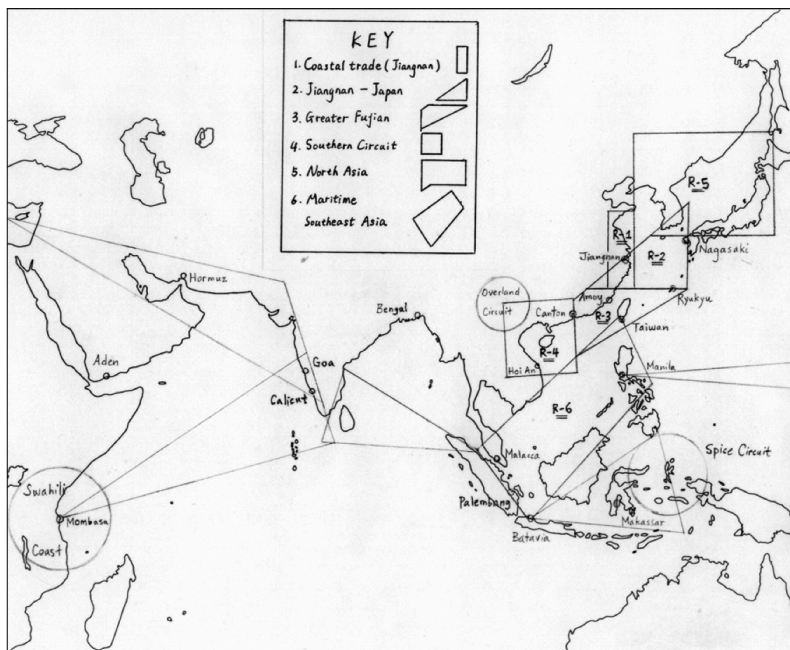 KEY
1. Coastal trade (Jiangnan)
2. Jiangnan - Japan
3. Greater Fujian
4. Southern Circuit
5. North Asia
6. Maritime
Southeast Asia
R-5
R-1
R-2
Nagasaki
Jiangnan
Hormuz
Overland
Circuit
Amoy
Ryukyu
Bengal
Canton
R-3
Taiwan
Aden
Goa
R-4
Hoi An
Manila
Calient
R-6
Malacca
Spice Circuit
Swahili
Palembang
Mombasa
Makassar
Batavia
Coast